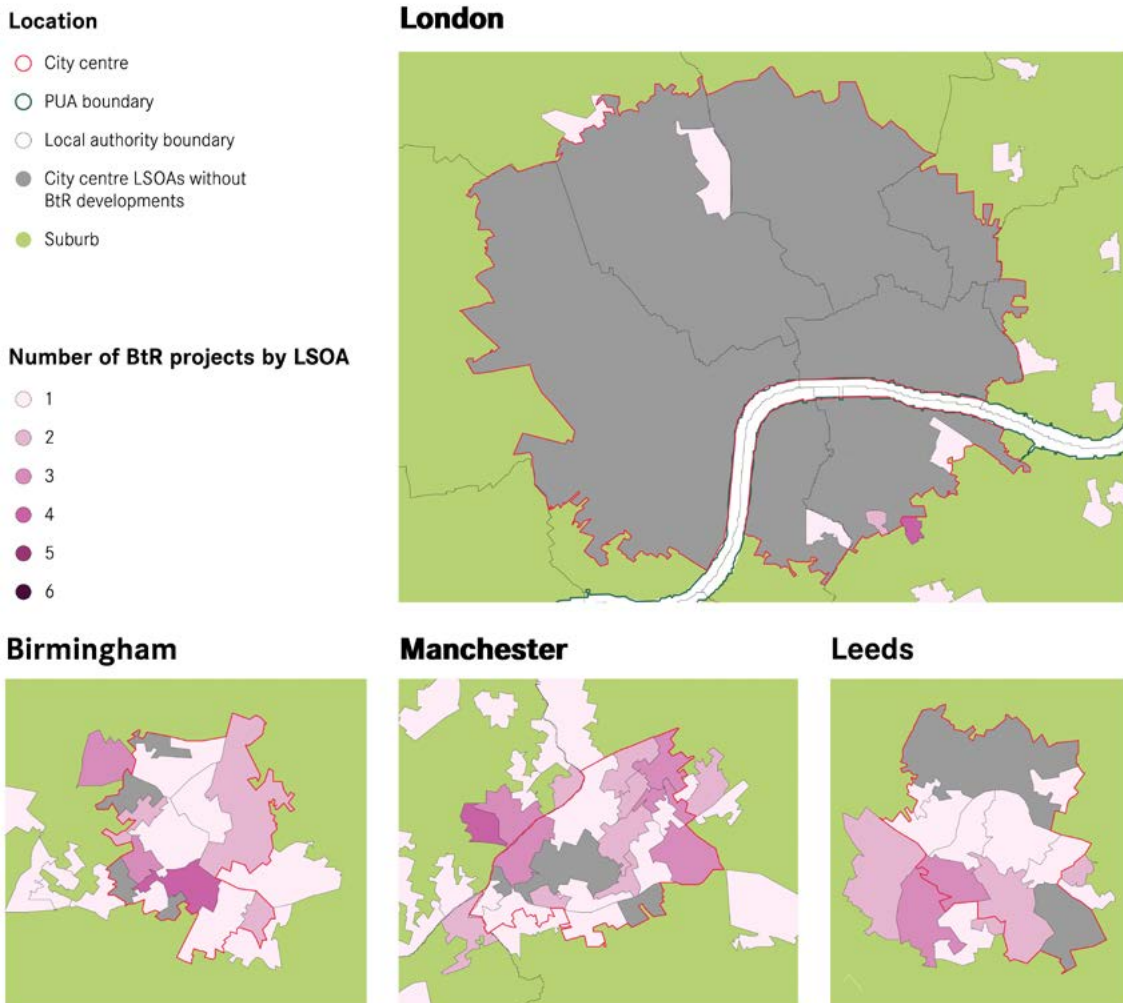 Location
City centre
PUA boundary
Local authority boundary
City centre LSOAs without
BtR developments
Suburb
Number of BtR projects by LSOA
1
2
3
4
5
6
London
Birmingham
Manchester
Leeds